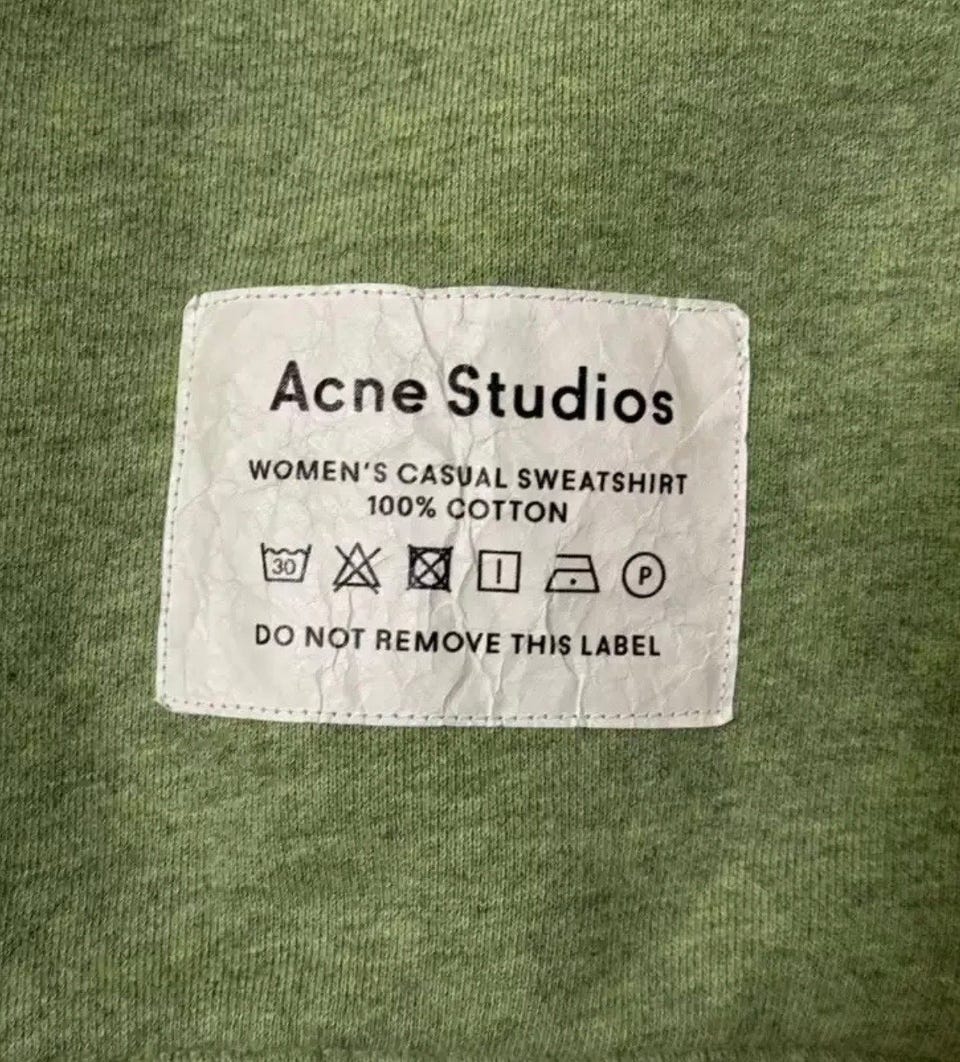 Acne Studios
WOMEN'S CASUAL SWEATSHIRT
100% COTTON
30 P
DO NOT REMOVE THIS LABEL